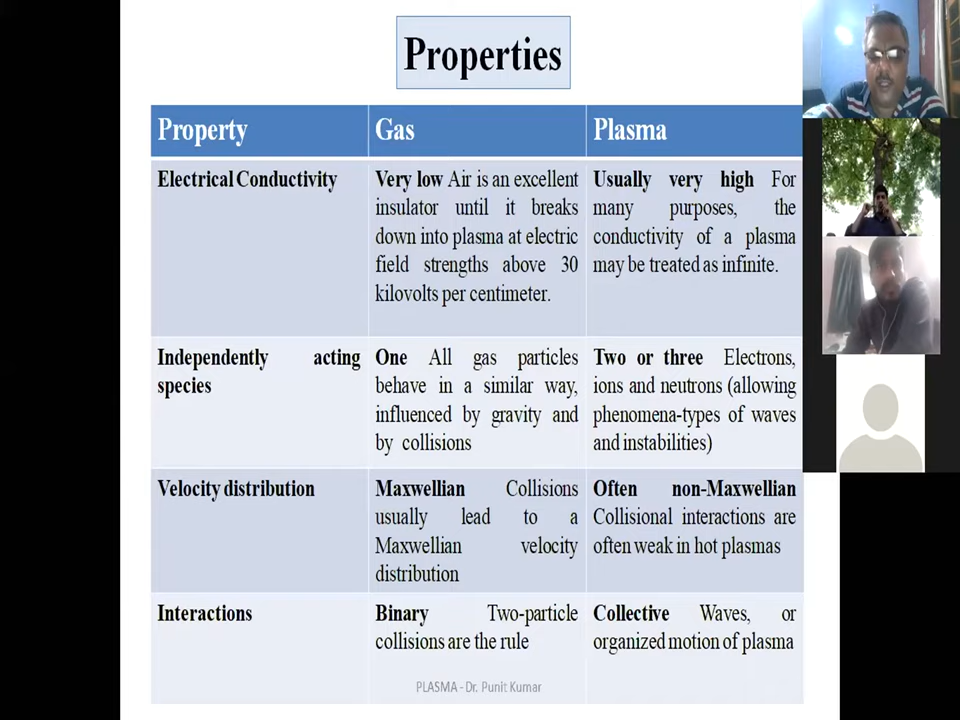 Properties
Property Gas Plasma
Electrical Conductivity
Very low Air is an excellent
insulator until it breaks
down into plasma at electric
field strengths above 30
kilovolts per centimeter.
Usually very high For
many purposes, the
conductivity of a plasma
may be treated as infinite.
Independently acting
species
One All gas particles
behave in a similar way,
influenced by gravity and
by collisions
Two or three Electrons,
ions and neutrons (allowing
phenomena-types of waves
and instabilities)
Velocity distribution
Maxwellian Collisions
usually lead to a
Maxwellian velocity
distribution
Often non-Maxwellian
Collisional interactions are
often weak in hot plasmas
Interactions
Binary Two-particle
collisions are the rule
Collective Waves, or
organized motion of plasma
PLASMA - Dr. Punit Kumar